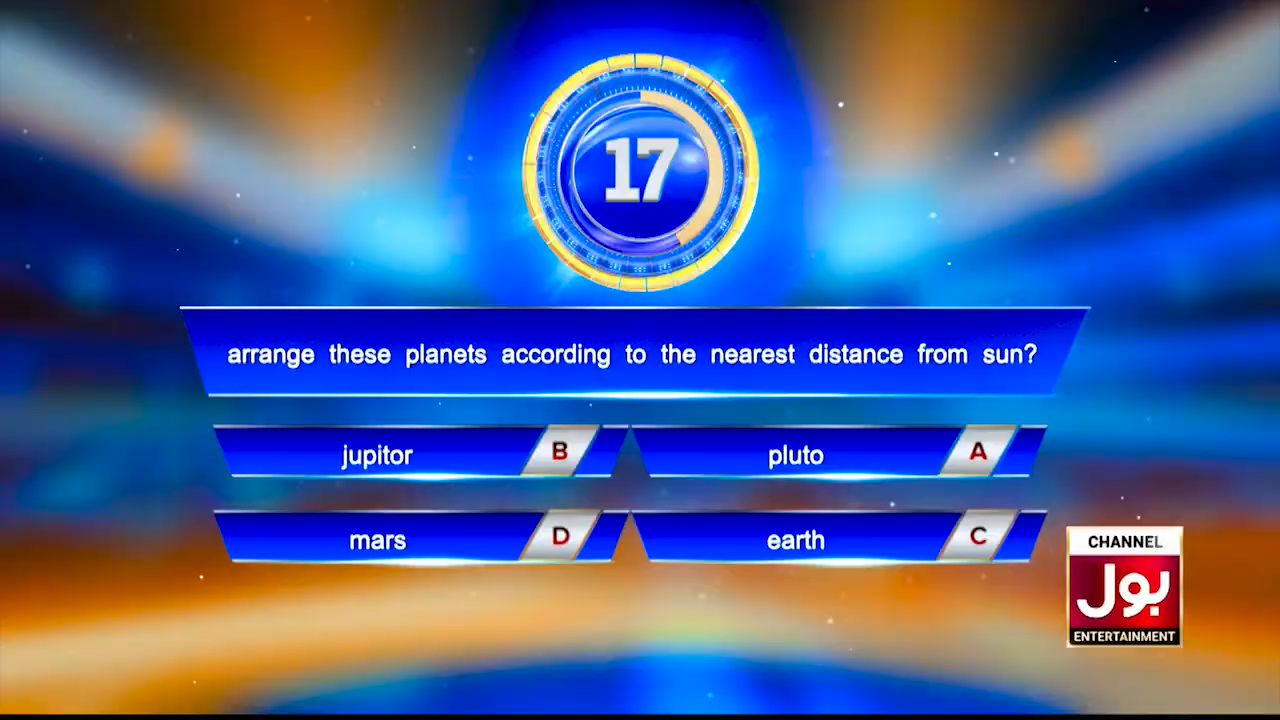 17
arrange these planets according to the nearest distance from sun?
jupitor B
pluto A
mars D
earth C
CHANNEL
بول
ENTERTAINMENT